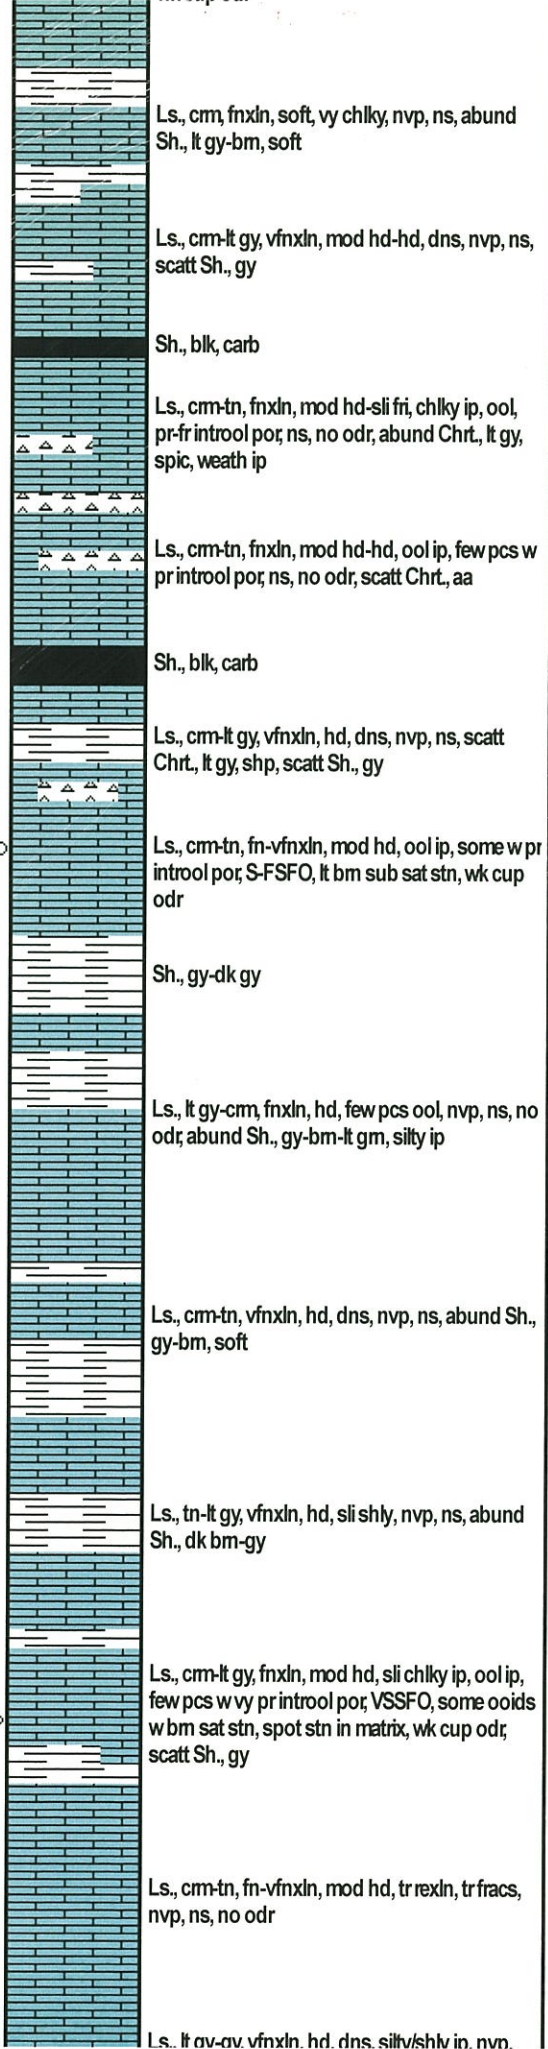 Ls., crm, fnxln, soft, vy chlky, nvp, ns, abund
Sh., lt gy-brn, soft
Ls., crm-lt gy, vfnxln, mod hd-hd, dns, nvp, ns,
scatt Sh., gy
Sh., blk, carb
Ls., crm-tn, fnxln, mod hd-sli fri, chlky ip, ool,
pr-fr introol por, ns, no odr, abund Chrt., lt gy,
spic, weath ip
Ls., crm-tn, fnxln, mod hd-hd, ool ip, few pcs w
pr introol por, ns, no odr, scatt Chrt., aa
Sh., blk, carb
Ls., crm-lt gy, vfnxln, hd, dns, nvp, ns, scatt
Chrt., lt gy, shp, scatt Sh., gy
Ls., crm-tn, fn-vfnxln, mod hd, ool ip, some w pr
introol por, S-FSFO, lt brn sub sat stn, wk cup
odr
Sh., gy-dk gy
Ls., lt gy-crm, fnxln, hd, few pcs ool, nvp, ns, no
odr, abund Sh., gy-brn-lt grn, silty ip
Ls., crm-tn, vfnxln, hd, dns, nvp, ns, abund Sh.,
gy-brn, soft
Ls., tn-lt gy, vfnxln, hd, sli shly, nvp, ns, abund
Sh., dk brn-gy
Ls., crm-lt gy, fnxln, mod hd, sli chlky ip, ool ip,
few pcs w vy pr introol por, VSSFO, some ooids
w brn sat stn, spot stn in matrix, wk cup odr,
scatt Sh., gy
Ls., crm-tn, fn-vfnxln, mod hd, tr rexln, tr fracs,
nvp, ns, no odr
Ls., lt gy-gy, vfnxln, hd, dns, silty/shly ip, nvp,